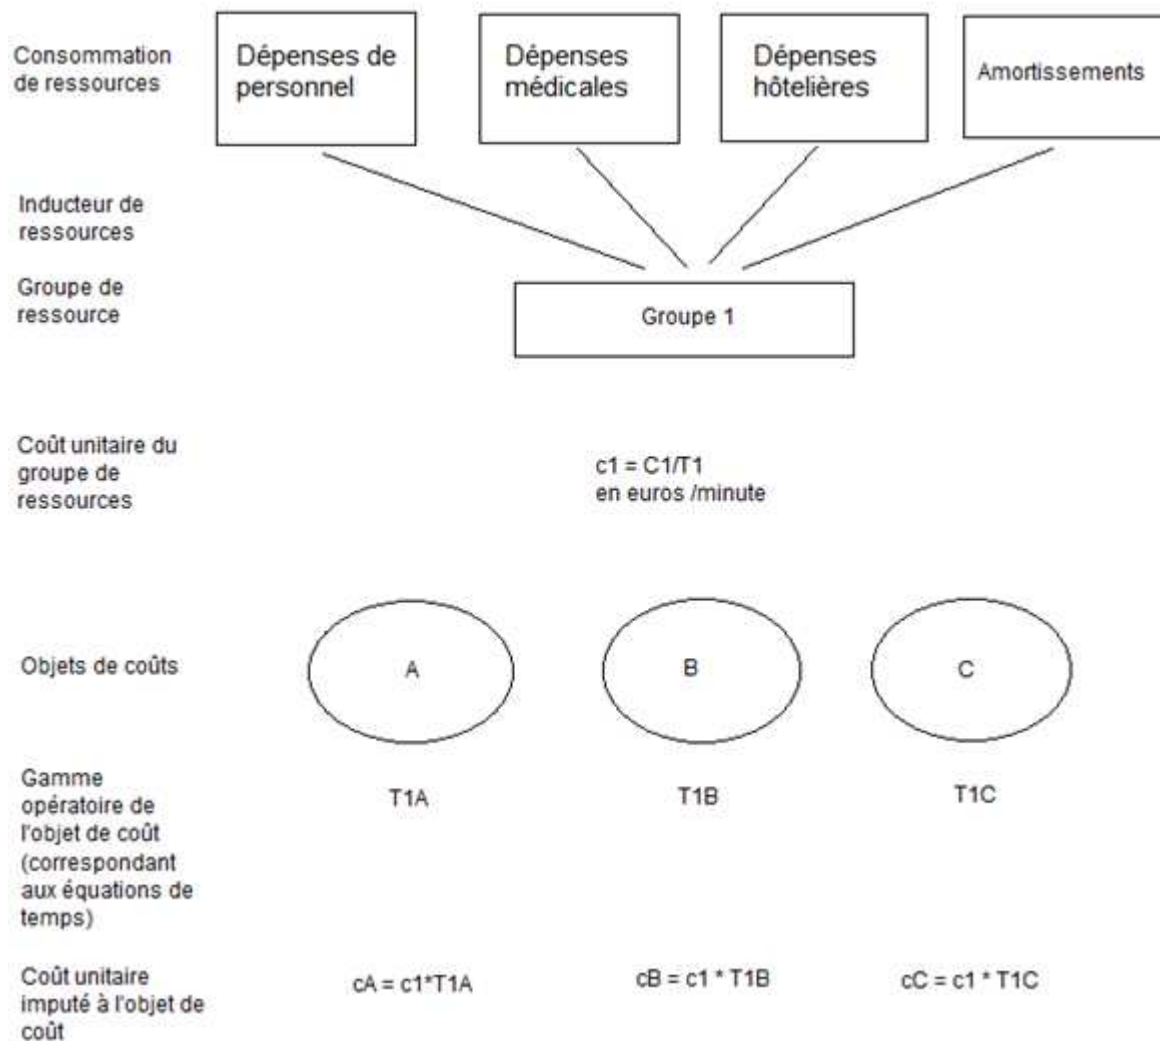 Consommation
de ressources
Dépenses de
personnel
Dépenses
médicales
Dépenses
hôtelières
Amortissements
Inducteur de
ressources
Groupe de
ressource
Groupe 1
Coût unitaire du
groupe de
ressources
c1 = C1/T1
en euros /minute
Objets de coûts
A
B
C
Gamme
opératoire de
l'objet de coût
(correspondant
aux équations de
temps)
T1A
T1B
T1C
Coût unitaire
imputé à l'objet de
coût
cA = c1*T1A
cB = c1 * T1B
cC = c1 * T1C